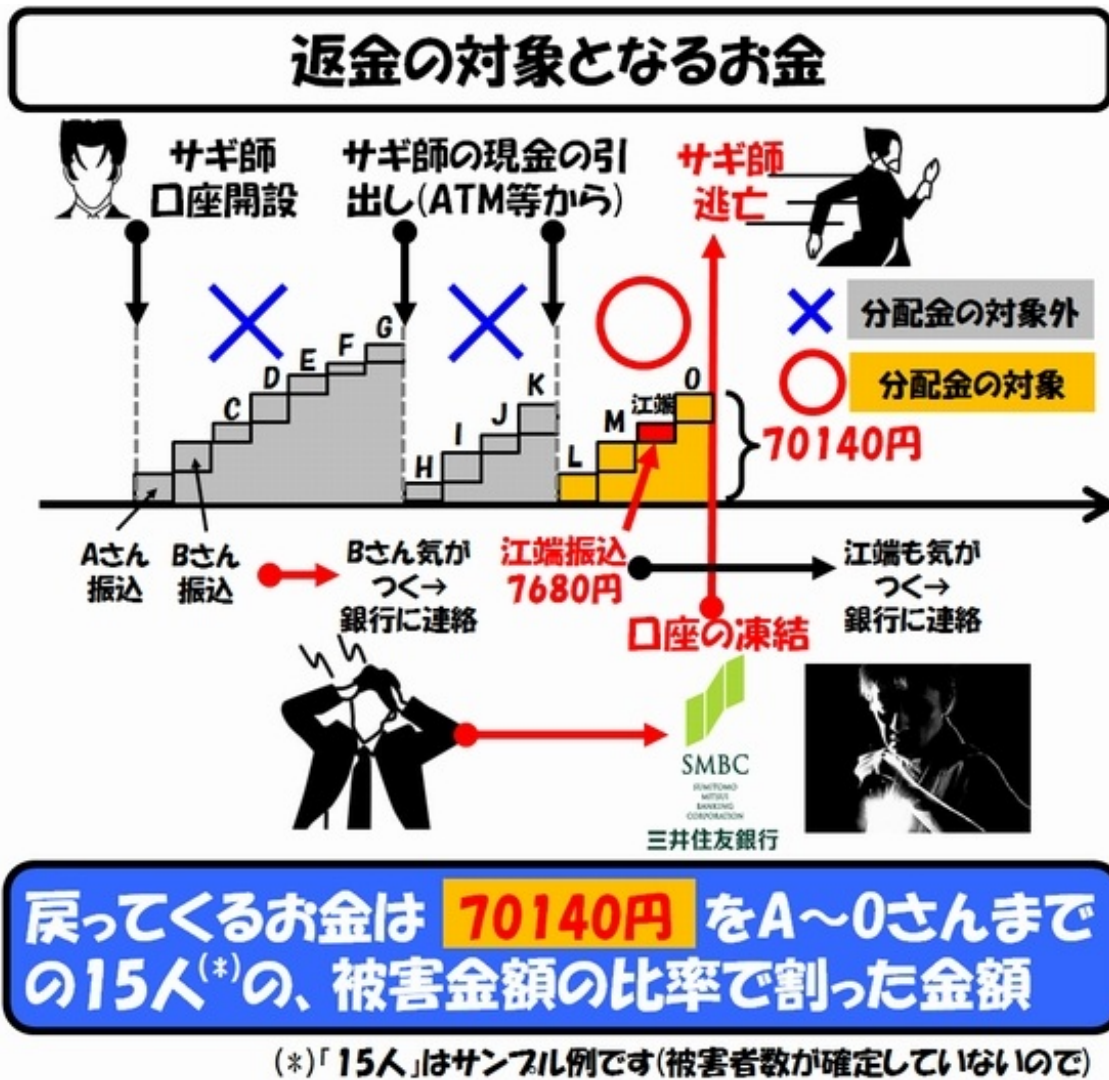 返金の対象となるお金
サギ師
口座開設
サギ師の現金の引
出し(ATM等から)
サギ師
逃亡
分配金の対象外
分配金の対象
G
F
E
D
C
K
J
I
H
O
江端
M
L
70140円
Aさん
振込
Bさん
振込
Bさん気が
つく→
銀行に連絡
江端振込
7680円
江端も気が
つく→
銀行に連絡
口座の凍結
SMBC
SUMITOMO
MITSUI
BANKING
CORPORATION
三井住友銀行
戻ってくるお金は 70140円 をA～Oさんまで
の15人(*)の、被害金額の比率で割った金額
(*)「15人」はサンプル例です(被害者数が確定していないので)